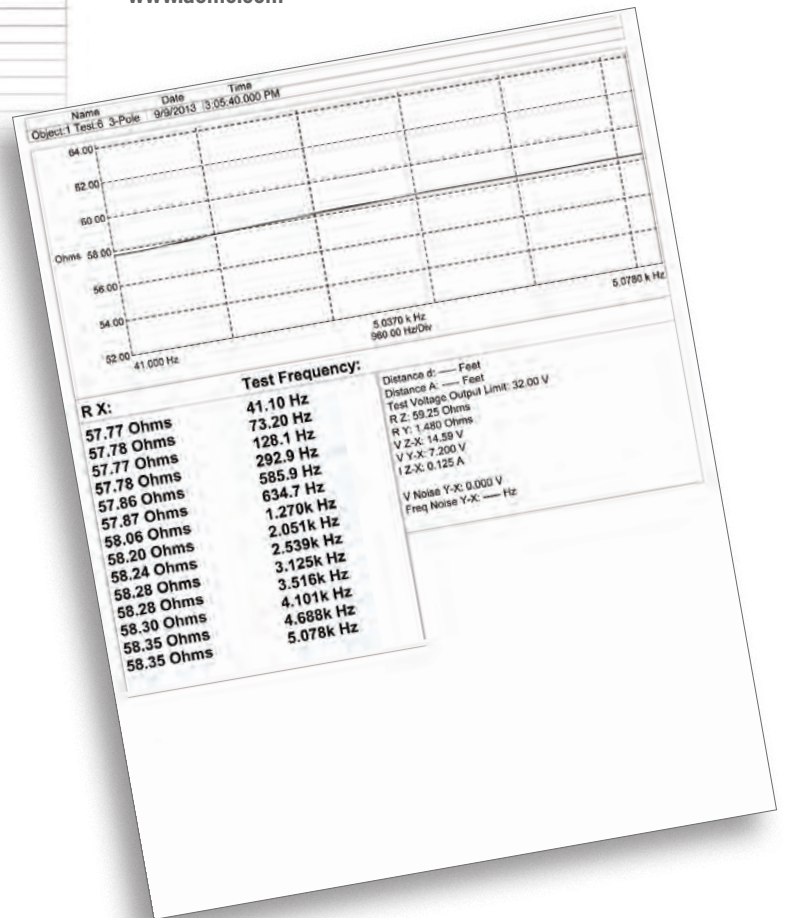 Name Date Time
Object:1 Test:6 3-Pole 9/9/2013 3:05:40.000 PM
64.00
62.00
60.00
Ohms 58.00
56.00
54.00
52.00
41.000 Hz
5.0370 k Hz
960.00 Hz/Div
5.0780 k Hz
R X: Test Frequency:
57.77 Ohms 41.10 Hz
57.78 Ohms 73.20 Hz
57.77 Ohms 128.1 Hz
57.78 Ohms 292.9 Hz
57.86 Ohms 585.9 Hz
57.87 Ohms 634.7 Hz
58.06 Ohms 1.270k Hz
58.20 Ohms 2.051k Hz
58.24 Ohms 2.539k Hz
58.28 Ohms 3.125k Hz
58.28 Ohms 3.516k Hz
58.30 Ohms 4.101k Hz
58.35 Ohms 4.688k Hz
58.35 Ohms 5.078k Hz
Distance d: ---- Feet
Distance A: ---- Feet
Test Voltage Output Limit: 32.00 V
R Z: 59.25 Ohms
R Y: 1.480 Ohms
V Z-X: 14.59 V
V Y-X: 7.200 V
I Z-X: 0.125 A
V Noise Y-X: 0.000 V
Freq Noise Y-X: ---- Hz